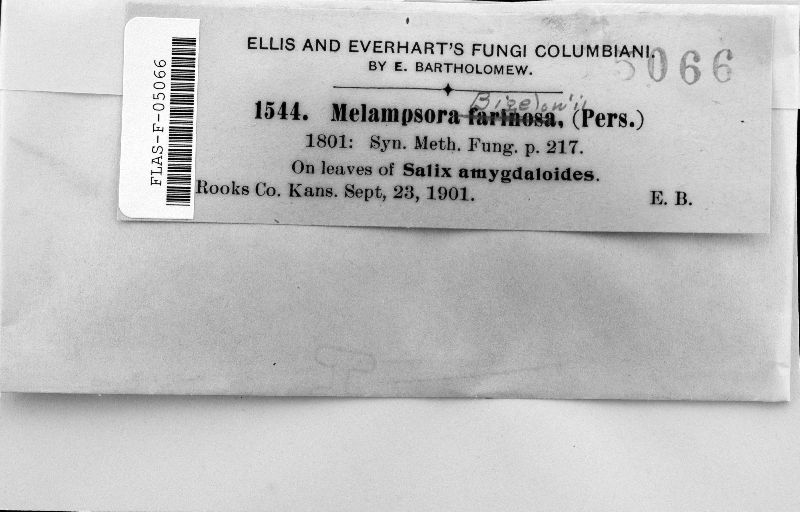 ELLIS AND EVERHART'S FUNGI COLUMBIANI.
5066
BY E. BARTHOLOMEW.
Bigelowii
1544. Melampsora farinosa, (Pers.)
1801: Syn. Meth. Fung. p. 217.
On leaves of Salix amygdaloides.
Rooks Co. Kans. Sept, 23, 1901.
E. B.
FLAS-F-05066